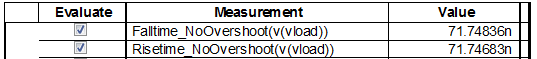 Evaluate Measurement Value
Falltime_NoOvershoot(v(vload)) 71.74836n
Risetime_NoOvershoot(v(vload)) 71.74683n